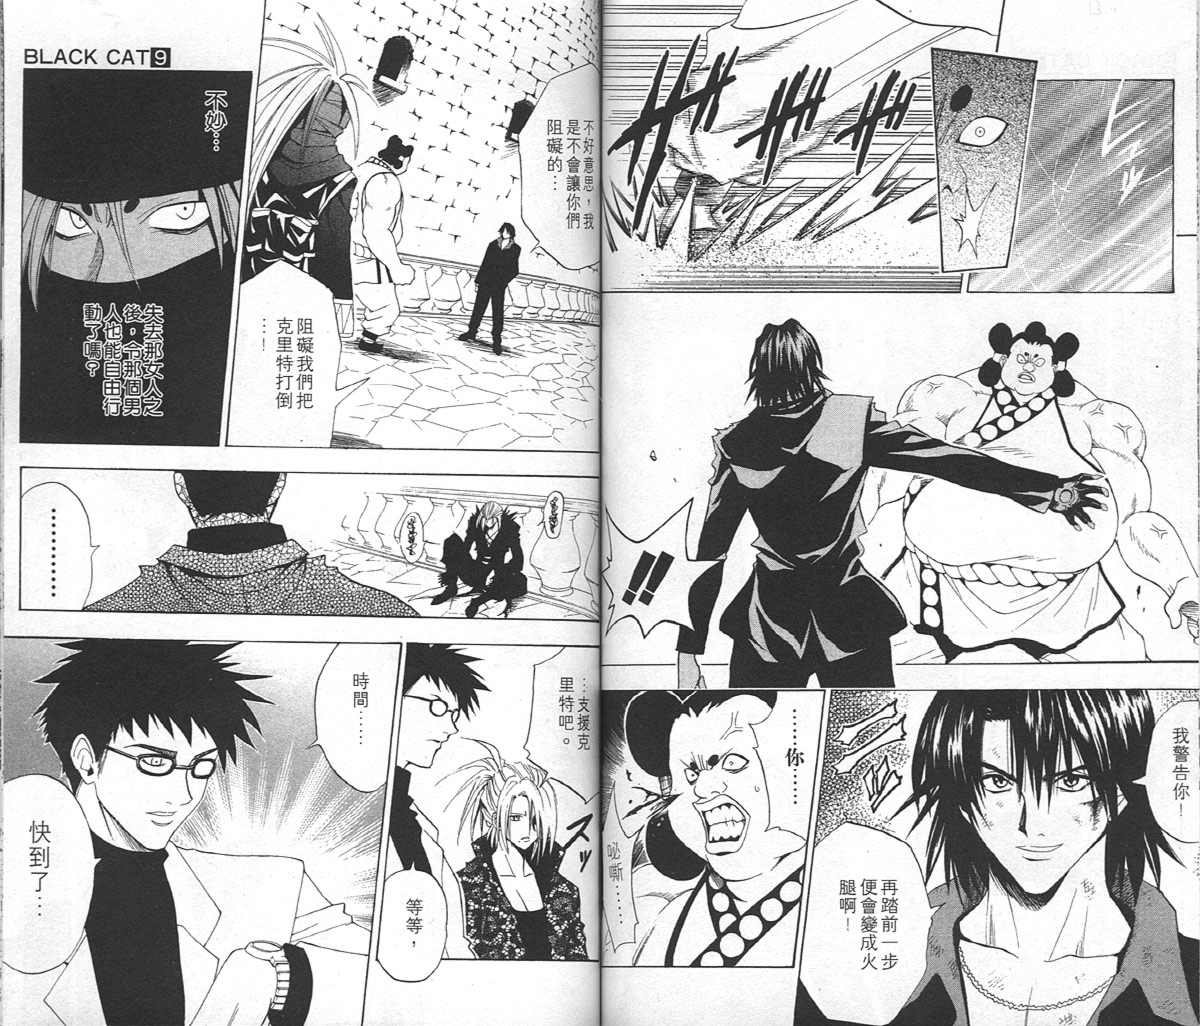 !!
我警告你!
再踏前一步
便會變成火
腿啊!
……你……
咇嘶……
BLACK CAT 9
不好意思,我
是不會讓你們
阻礙的…
阻礙我們把
克里特打倒
…!
不妙…
失去那女人之
後,令那個男
人也能自由行
動了嗎?
…………
…支援克
里特吧。
等等,
時間……
快到了…